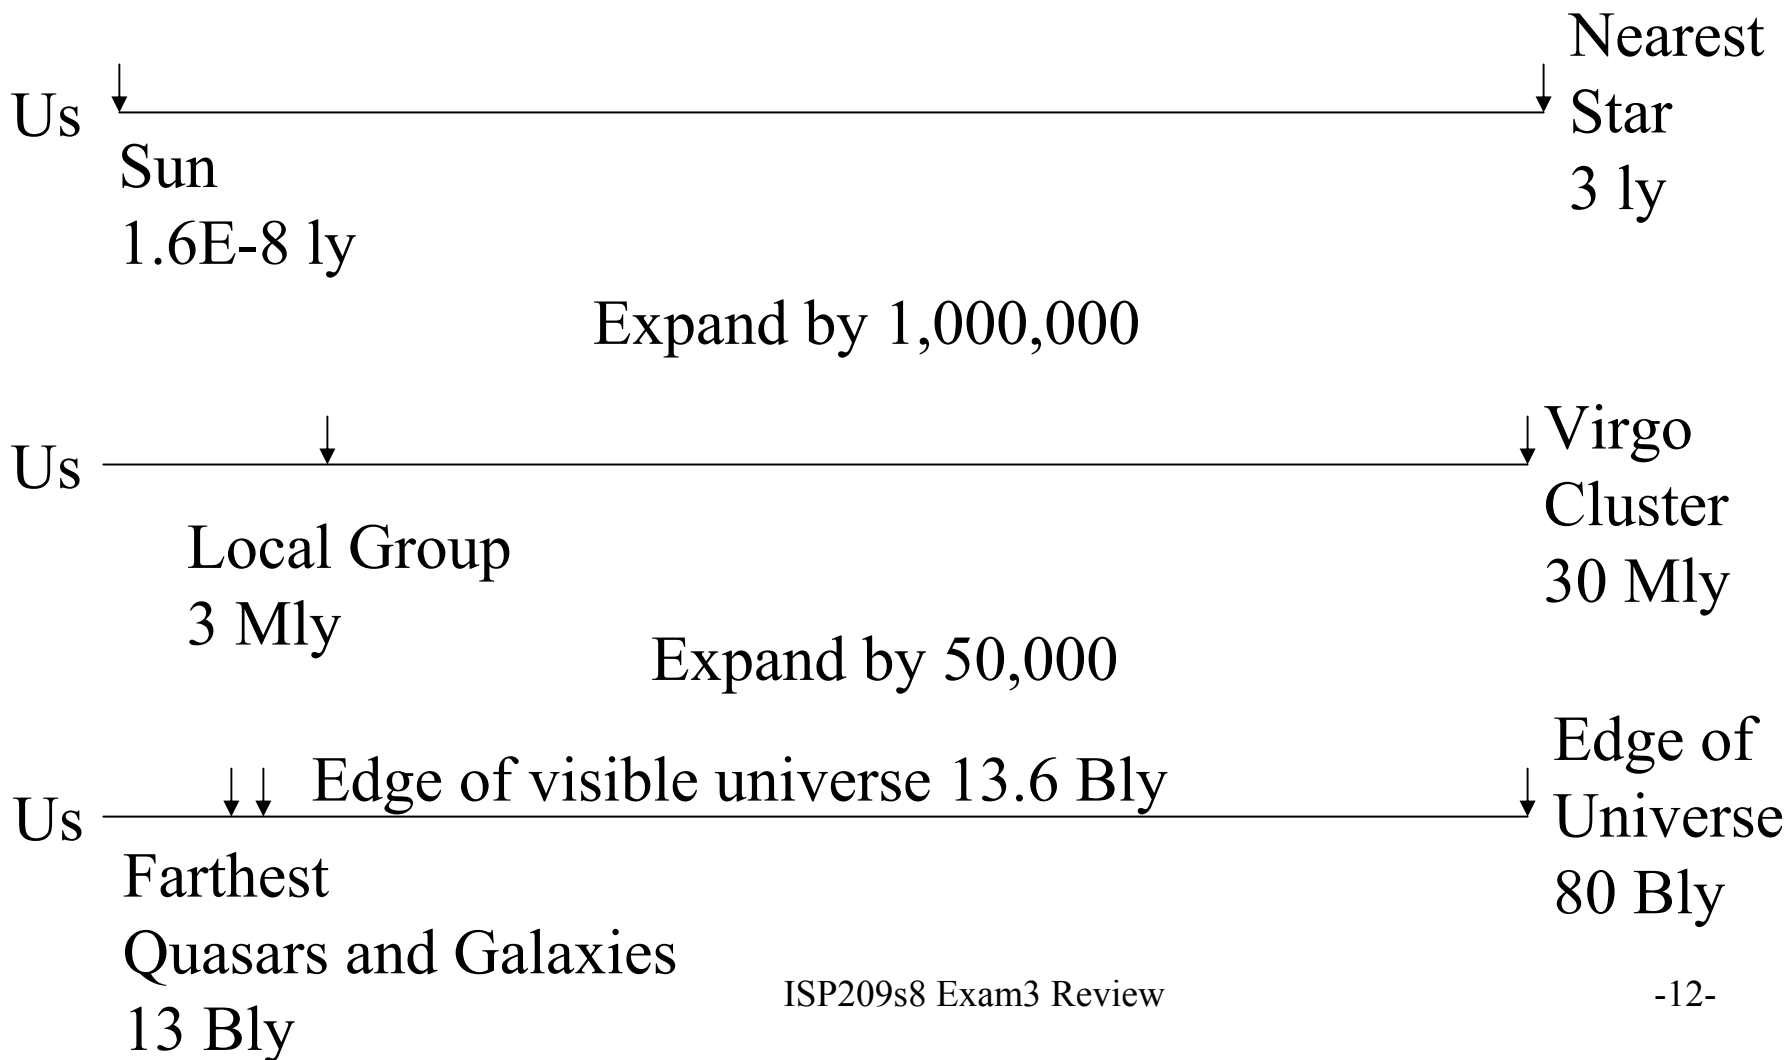 Us
Sun
1.6E-8 ly
Nearest
Star
3 ly
Expand by 1,000,000
Us
Local Group
3 Mly
Virgo
Cluster
30 Mly
Expand by 50,000
Us
Edge of visible universe 13.6 Bly
Farthest
Quasars and Galaxies
13 Bly
Edge of
Universe
80 Bly
ISP209s8 Exam3 Review
-12-